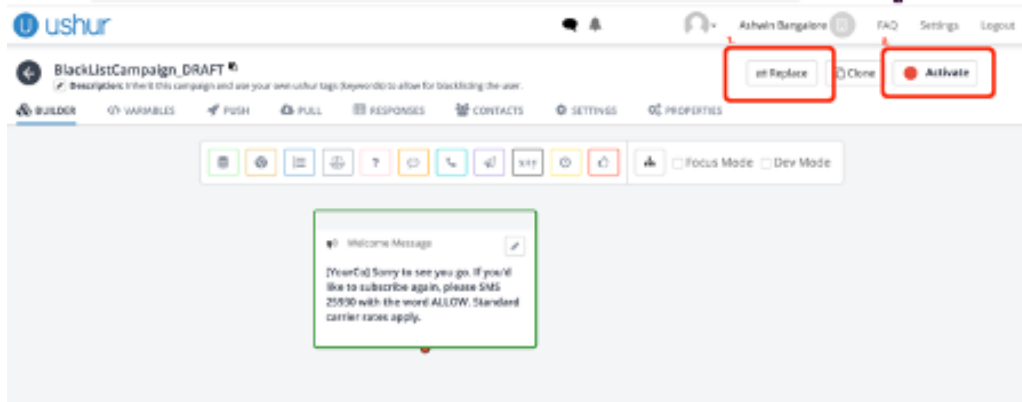 ushur
Ashwin Bangalore FAQ Settings Logout
1.
BlackListCampaign_DRAFT
Replace Clone Activate
Description: Inherit this campaign and use your own ushur tags (keywords) to allow for blacklisting the user.
BUILDER VARIABLES PUSH PULL RESPONSES CONTACTS SETTINGS PROPERTIES
? Focus Mode Dev Mode
Welcome Message
[YourCo] Sorry to see you go. If you'd
like to subscribe again, please SMS
25930 with the word ALLOW. Standard
carrier rates apply.